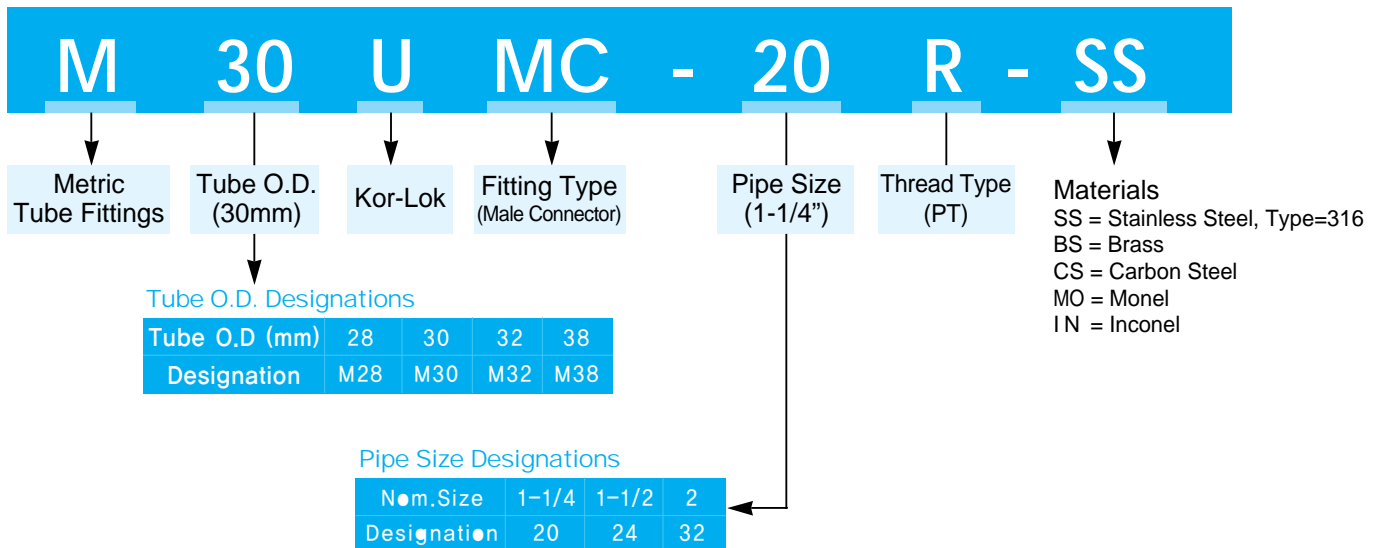 M 30 U MC - 20 R - SS
Metric
Tube Fittings
Tube O.D.
(30mm)
Kor-Lok
Fitting Type
(Male Connector)
Pipe Size
(1-1/4”)
Thread Type
(PT)
Materials
SS = Stainless Steel, Type=316
BS = Brass
CS = Carbon Steel
MO = Monel
IN = Inconel
Tube O.D. Designations
Tube O.D (mm) 28 30 32 38
Designation M28 M30 M32 M38
Pipe Size Designations
Nom.Size 1-1/4 1-1/2 2
Designation 20 24 32